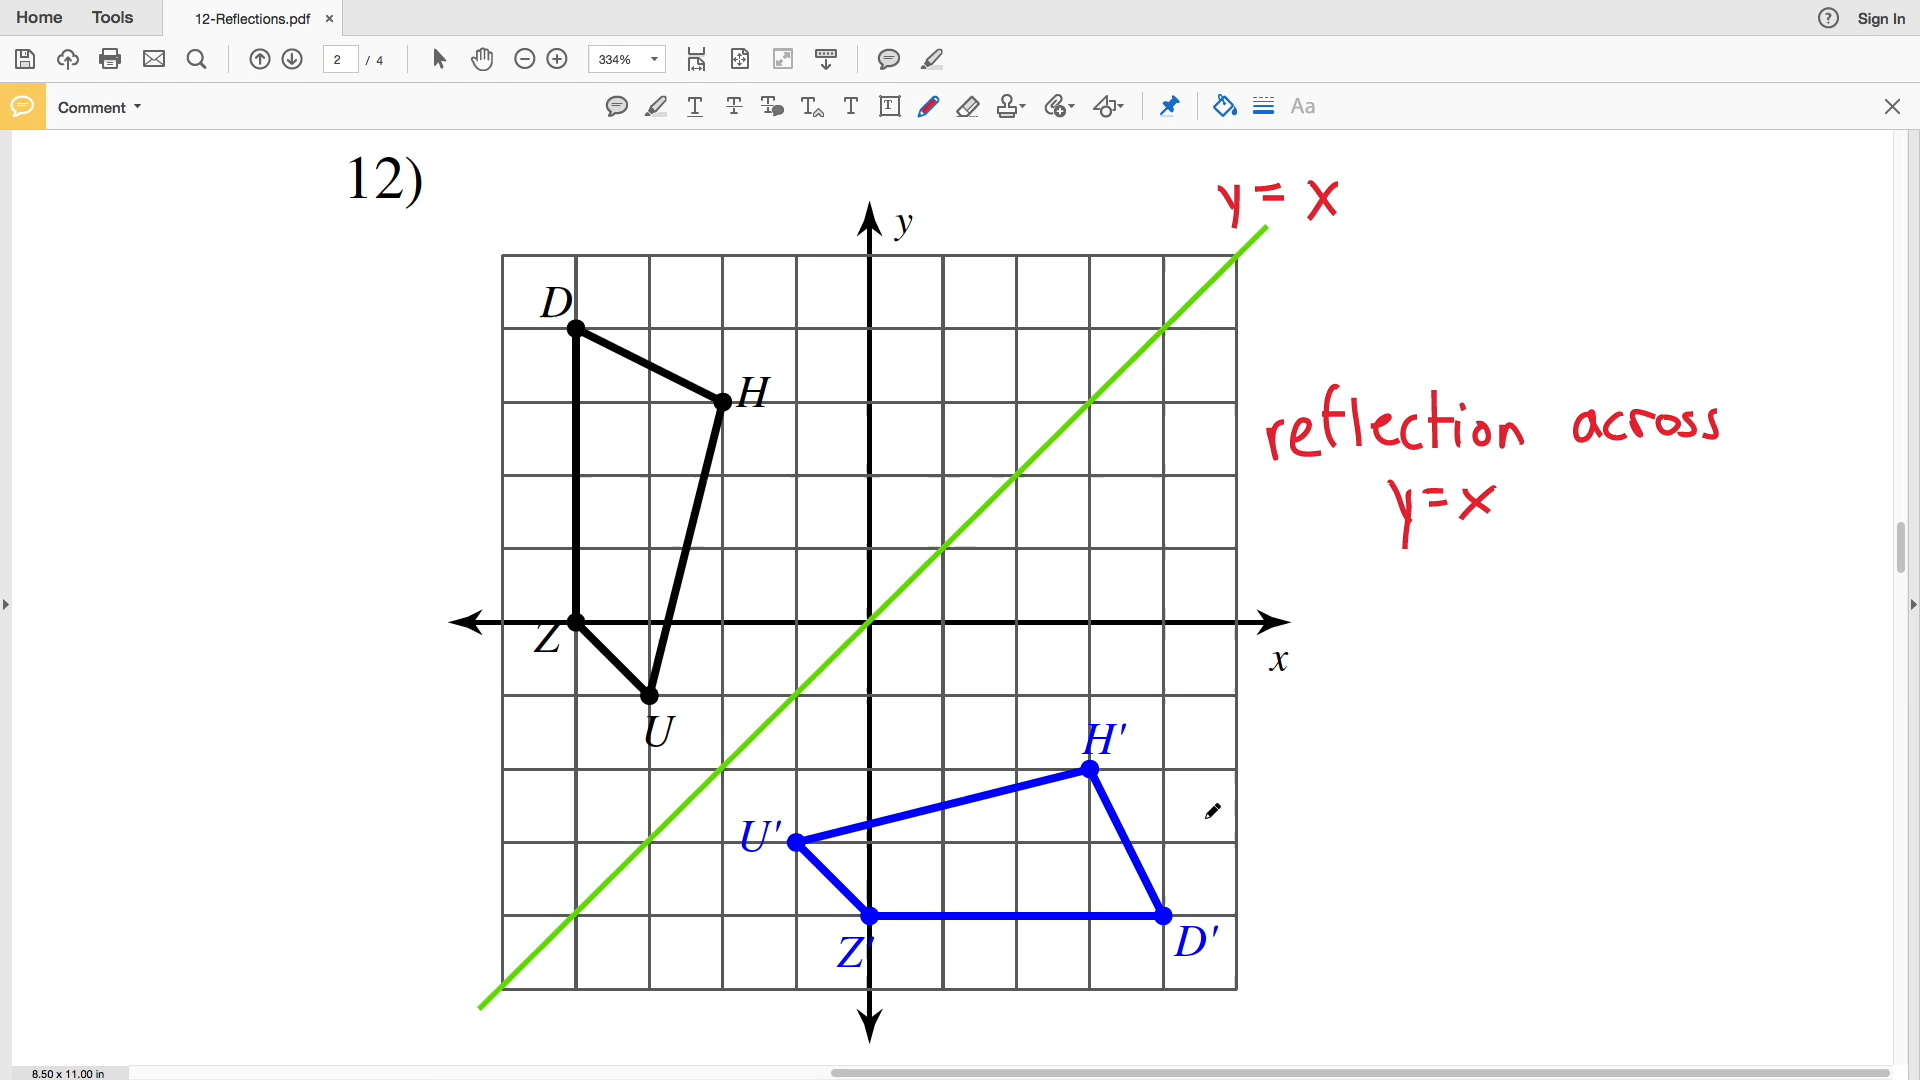 Home Tools 12-Reflections.pdf × ? Sign In
2 / 4 334%
Comment T T T T T T Aa
12)
y = x
y
D
H
reflection across
y = x
Z
x
U
H′
U′
D′
Z′
8.50 x 11.00 in